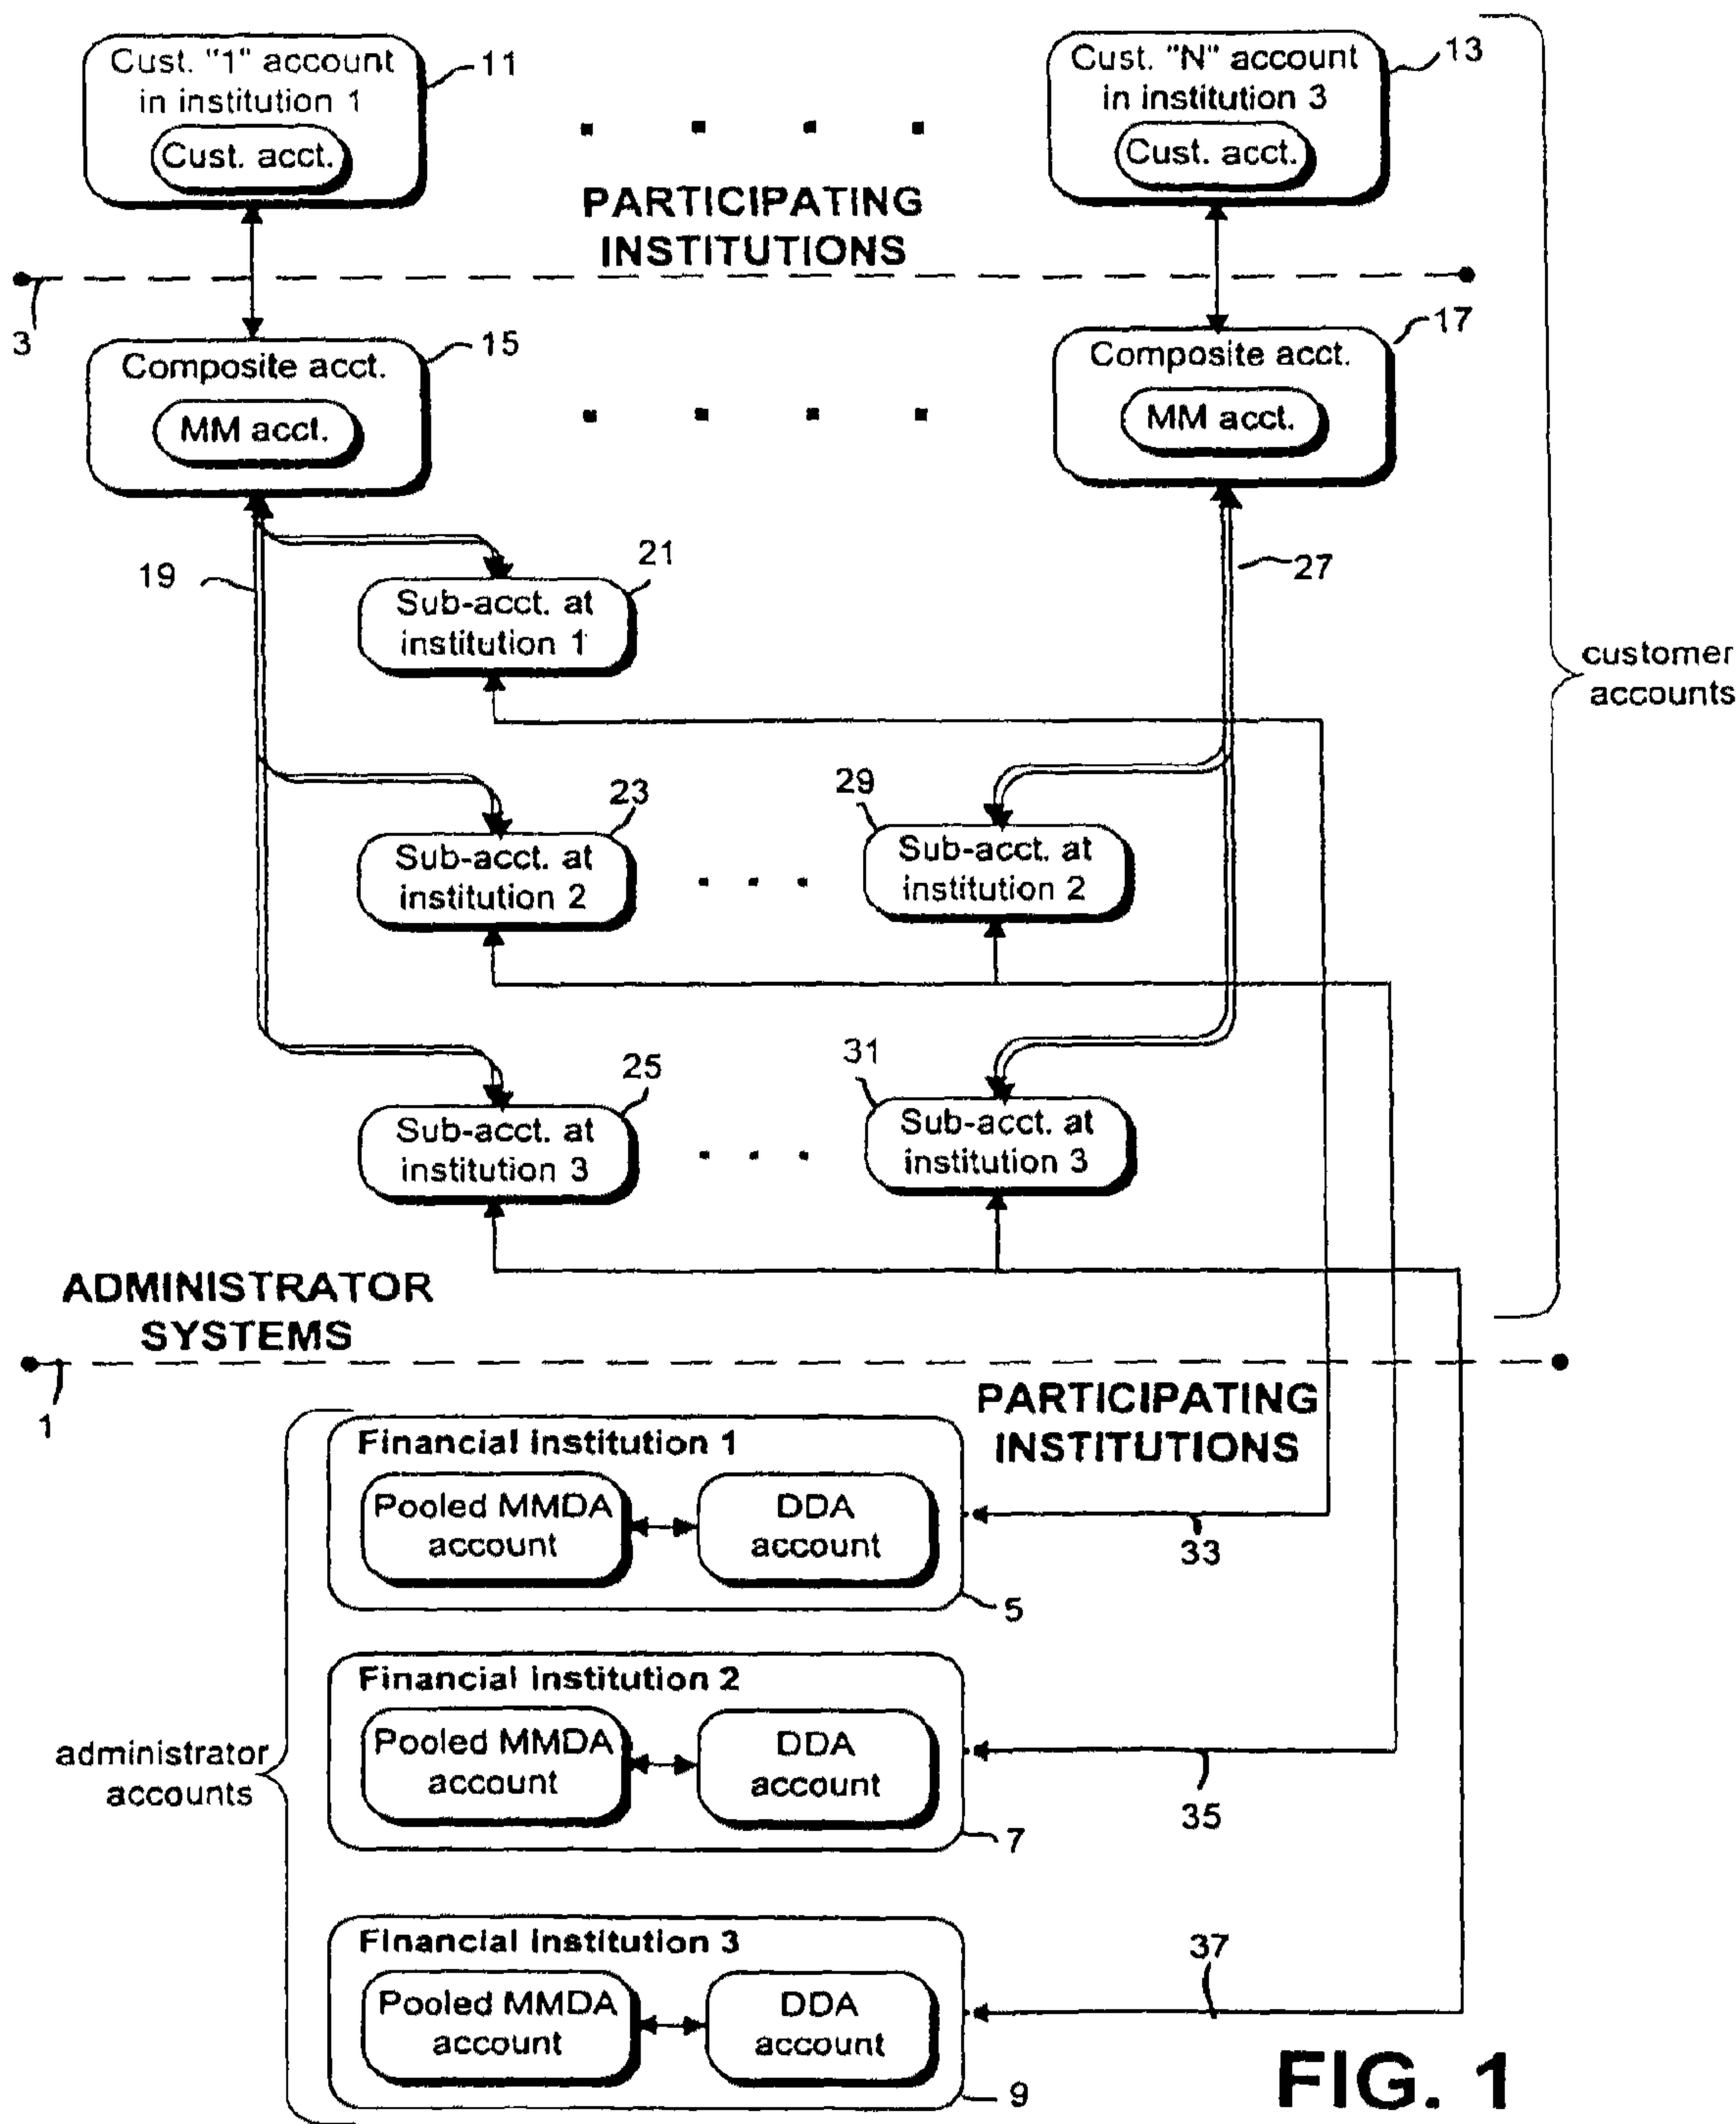 Cust. "1" account
in institution 1
Cust. acct.
11
Cust. "N" account
in institution 3
Cust. acct.
13
PARTICIPATING
INSTITUTIONS
3
Composite acct.
MM acct.
15
Composite acct.
MM acct.
17
19
21
27
Sub-acct. at
institution 1
customer
accounts
23
29
Sub-acct. at
institution 2
Sub-acct. at
institution 2
25
31
Sub-acct. at
institution 3
Sub-acct. at
institution 3
ADMINISTRATOR
SYSTEMS
1
PARTICIPATING
INSTITUTIONS
Financial Institution 1
Pooled MMDA
account
DDA
account
33
5
Financial Institution 2
Pooled MMDA
account
DDA
account
35
7
administrator
accounts
Financial Institution 3
Pooled MMDA
account
DDA
account
37
9
FIG. 1